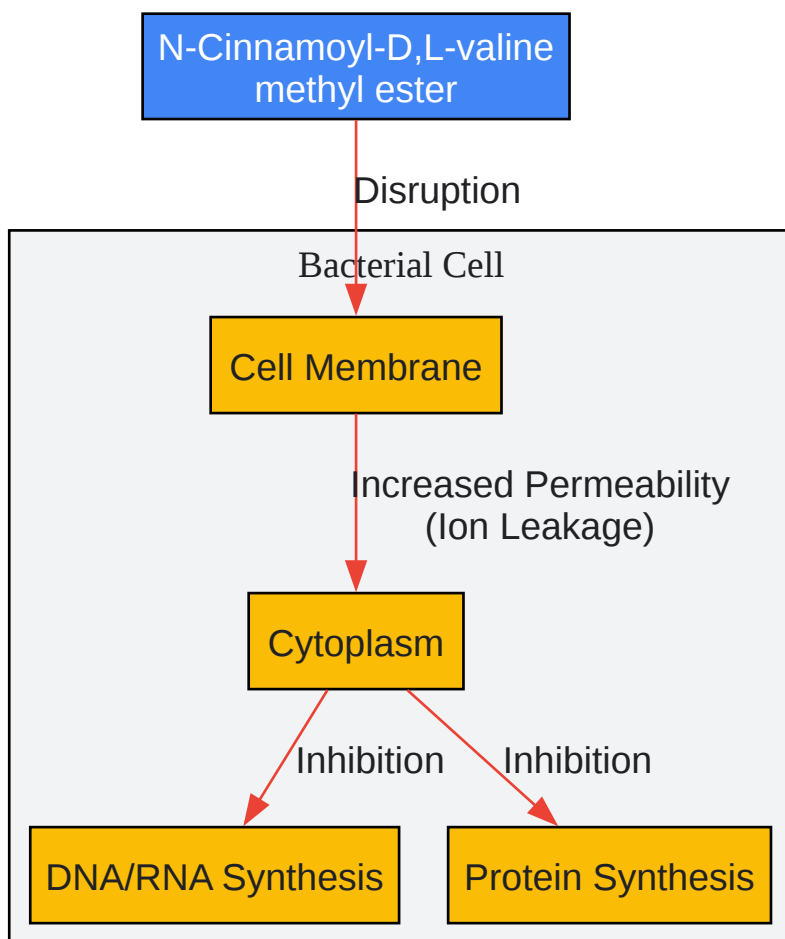 N-Cinnamoyl-D,L-valine
methyl ester
Disruption
Bacterial Cell
Cell Membrane
Increased Permeability
(Ion Leakage)
Cytoplasm
Inhibition
Inhibition
DNA/RNA Synthesis
Protein Synthesis